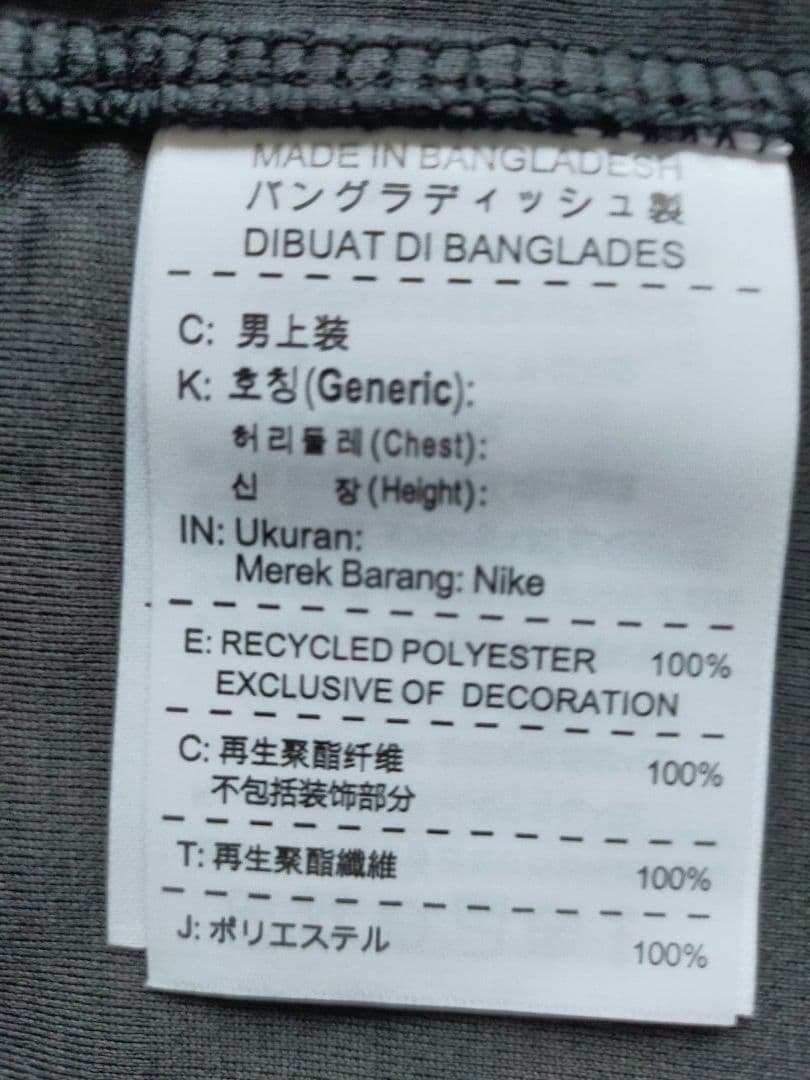 MADE IN BANGLADESH
バングラディッシュ製
DIBUAT DI BANGLADES
C: 男上装
K: 호칭(Generic):
허리둘레(Chest):
신 장(Height):
IN: Ukuran:
Merek Barang: Nike
E: RECYCLED POLYESTER 100%
EXCLUSIVE OF DECORATION
C: 再生聚酯纤维 100%
不包括装饰部分
T: 再生聚酯纖維 100%
J: ポリエステル 100%